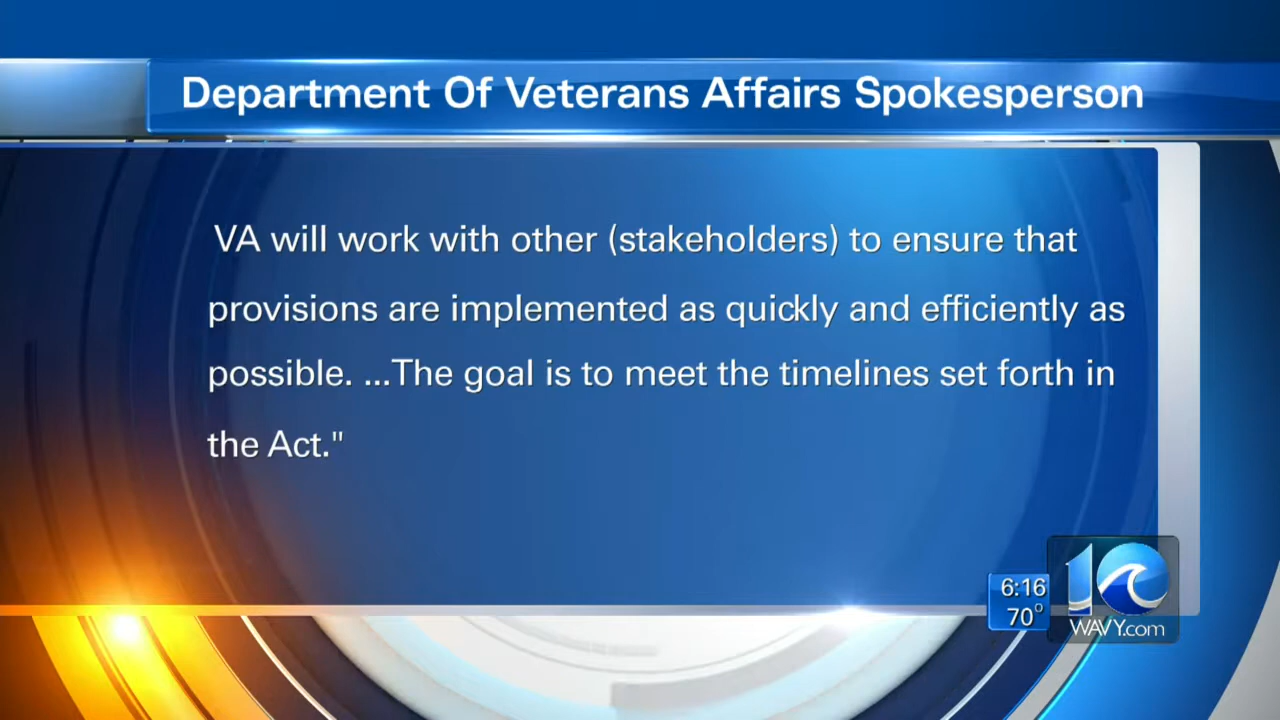 Department Of Veterans Affairs Spokesperson
VA will work with other (stakeholders) to ensure that
provisions are implemented as quickly and efficiently as
possible. ...The goal is to meet the timelines set forth in
the Act."
6:16
70°
10
WAVY.com